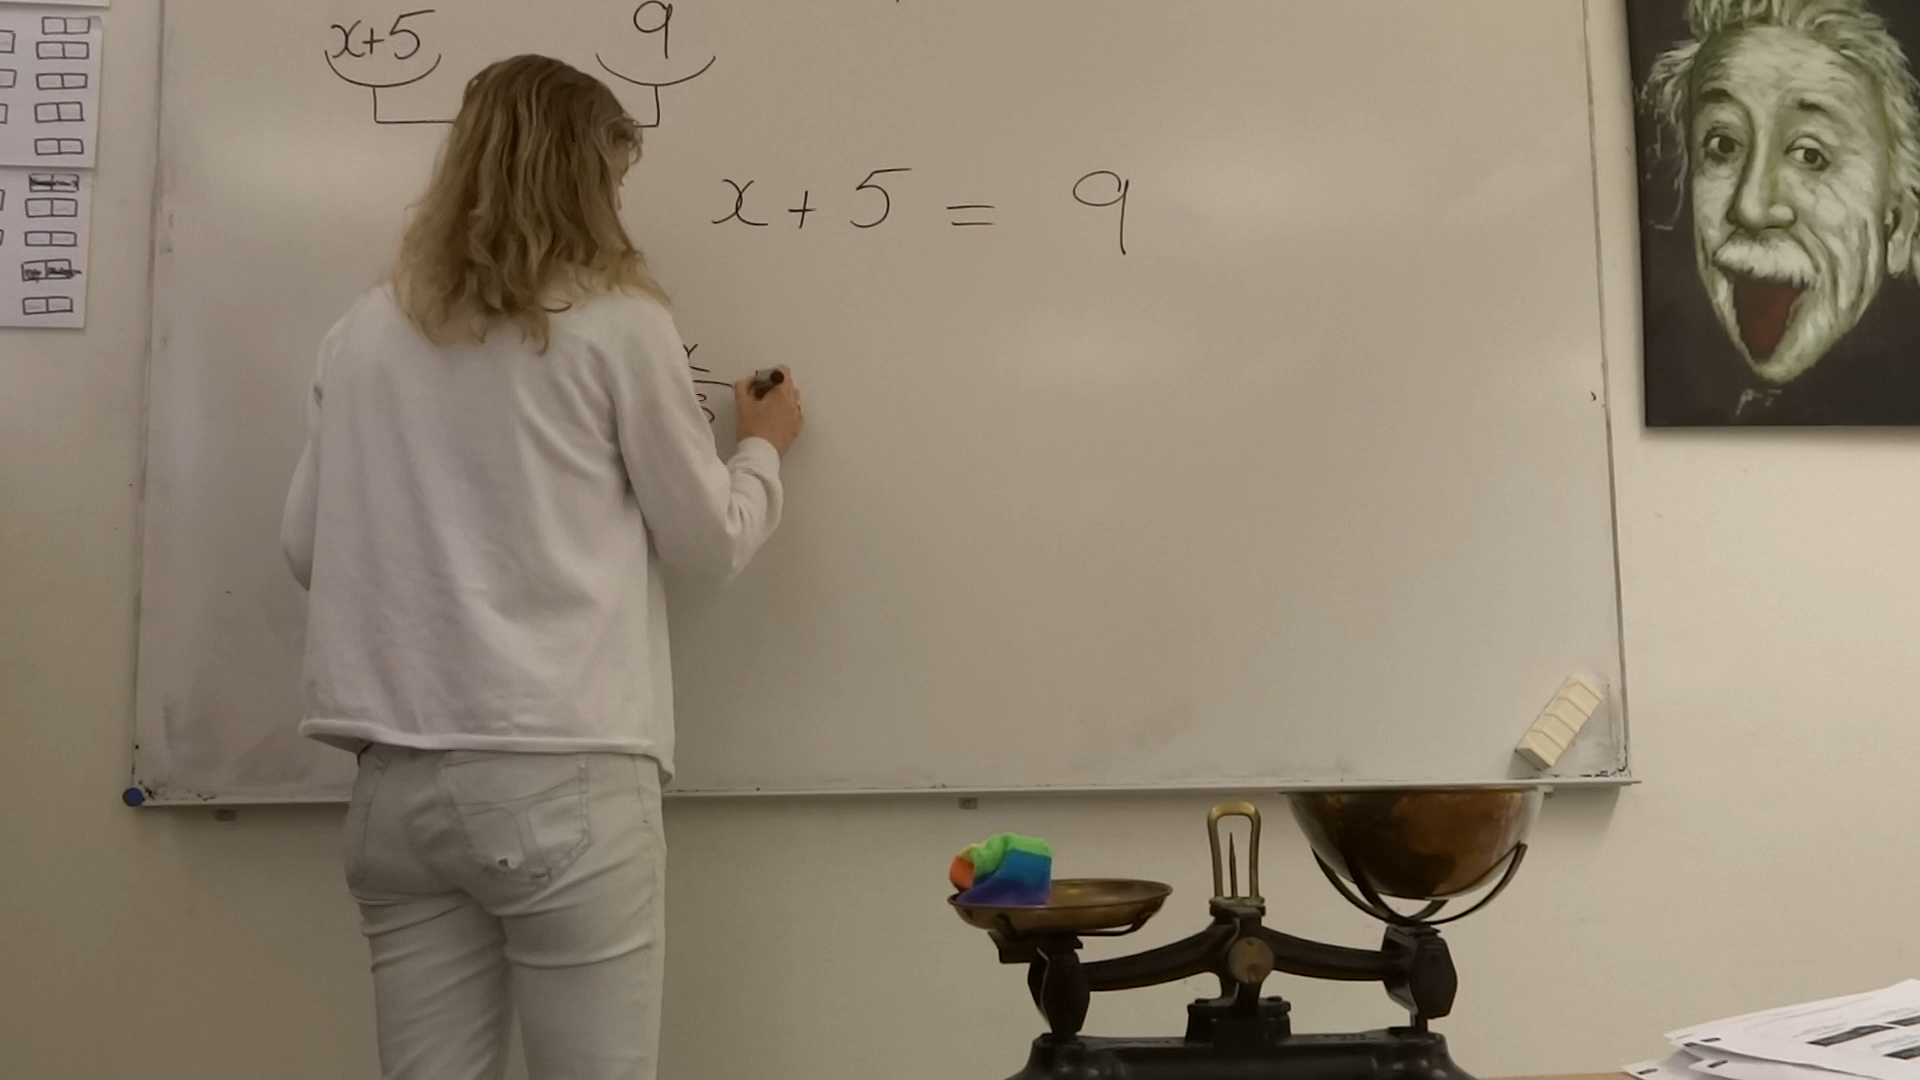 x+5 9
x + 5 = 9